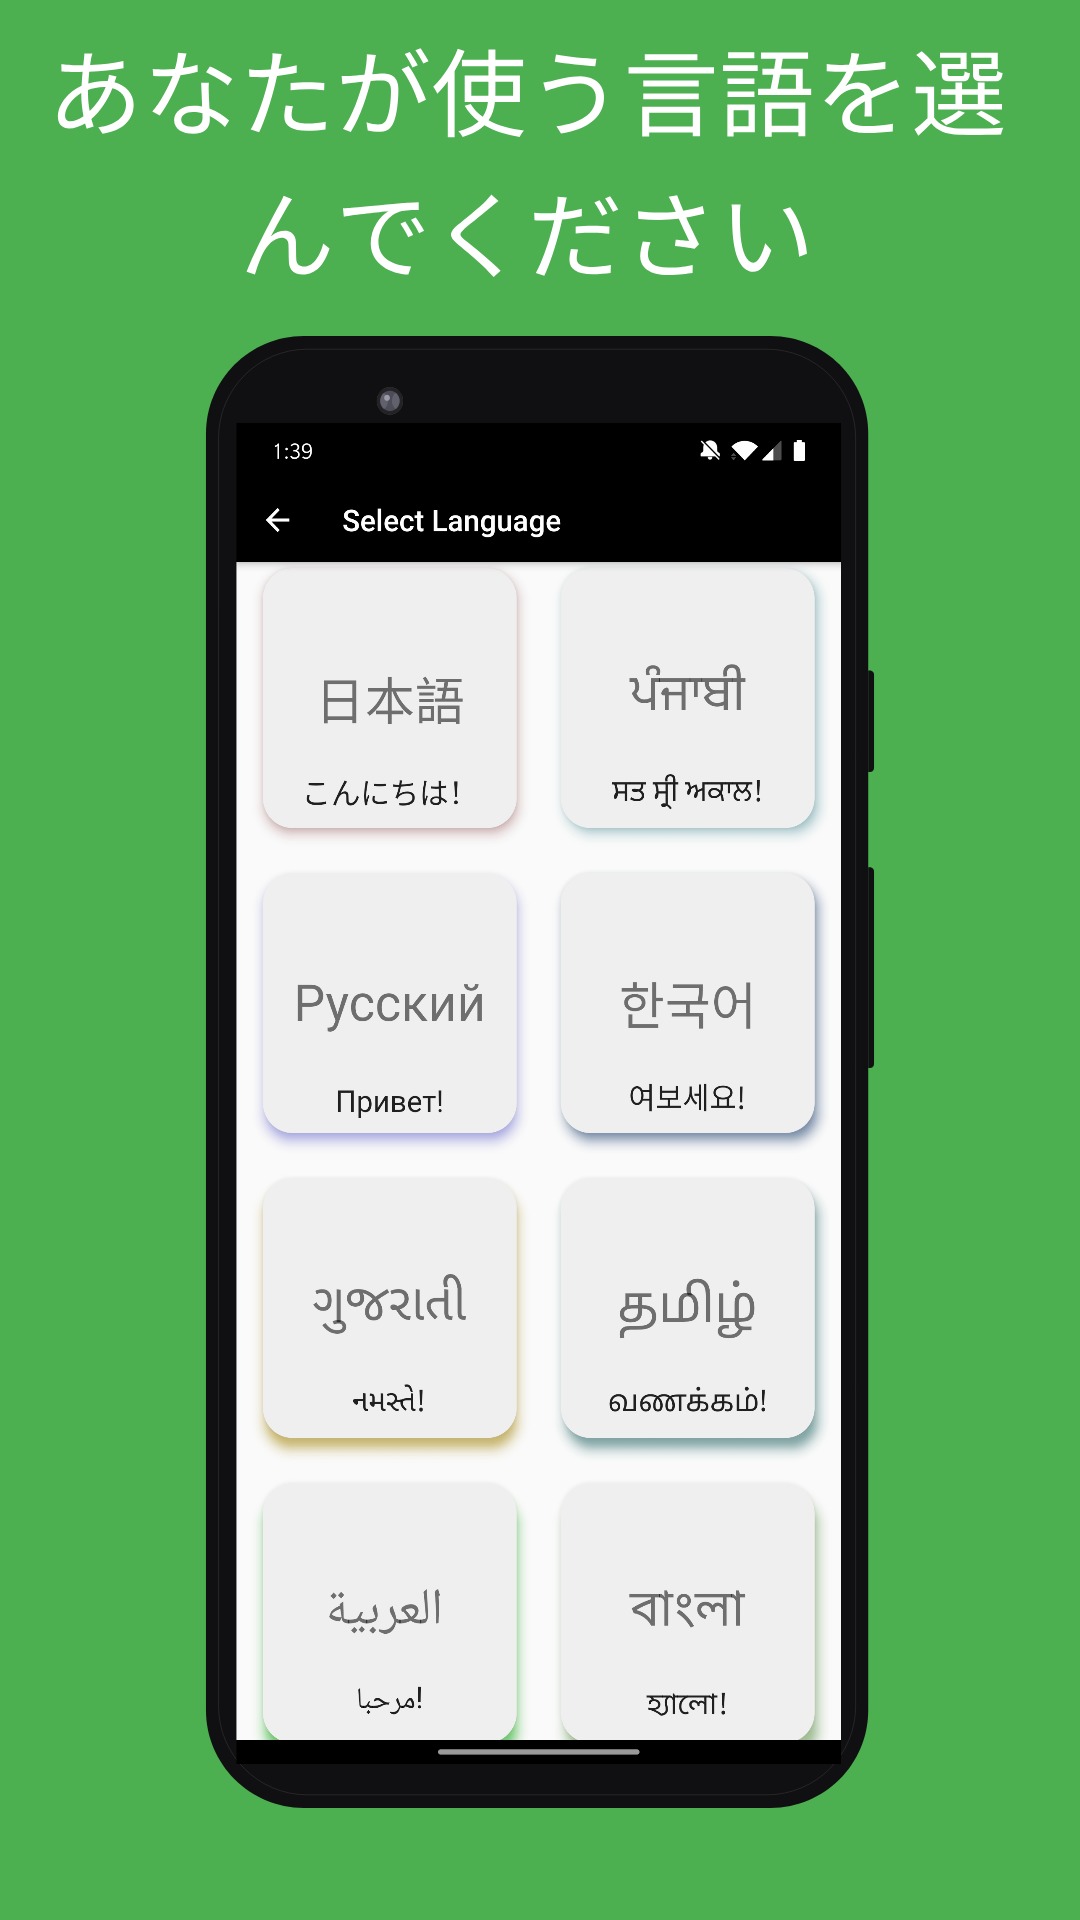 あなたが使う言語を選
んでください
1:39
Select Language
日本語
ਪੰਜਾਬੀ
こんにちは!
ਸਤ ਸ੍ਰੀ ਅਕਾਲ!
Русский
한국어
Привет!
여보세요!
ગુજરાતી
தமிழ்
નમસ્તે!
வணக்கம்!
العربية
বাংলা
مرحبا!
হ্যালো!